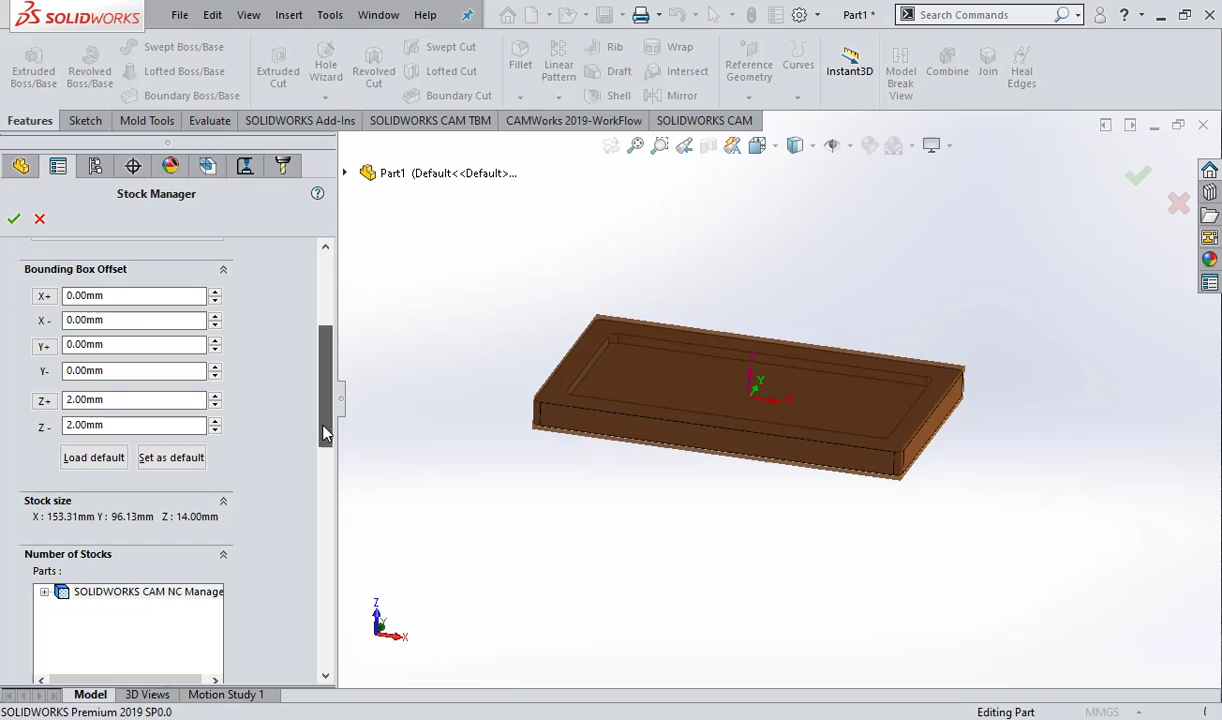 SOLIDWORKS File Edit View Insert Tools Window Help Part1 * Search Commands ?
Extruded Boss/Base
Revolved Boss/Base
Swept Boss/Base
Lofted Boss/Base
Boundary Boss/Base
Extruded Cut
Hole Wizard
Revolved Cut
Swept Cut
Lofted Cut
Boundary Cut
Fillet
Linear Pattern
Rib
Draft
Shell
Wrap
Intersect
Mirror
Reference Geometry
Curves
Instant3D
Model Break View
Combine
Join
Heal Edges
Features Sketch Mold Tools Evaluate SOLIDWORKS Add-Ins SOLIDWORKS CAM TBM CAMWorks 2019-WorkFlow SOLIDWORKS CAM
Part1 (Default<<Default>...
Stock Manager ?
Bounding Box Offset
X+ 0.00mm
X - 0.00mm
Y+ 0.00mm
Y- 0.00mm
Z+ 2.00mm
Z - 2.00mm
Load default Set as default
Stock size
X : 153.31mm Y : 96.13mm Z : 14.00mm
Number of Stocks
Parts :
SOLIDWORKS CAM NC Manage
Z
Y
X
Y
X
Model 3D Views Motion Study 1
SOLIDWORKS Premium 2019 SP0.0 Editing Part MMGS